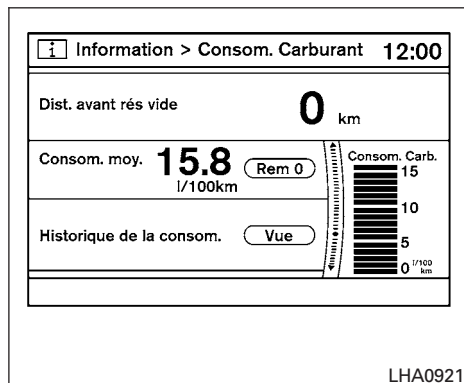 i Information > Consom. Carburant 12:00
Dist. avant rés vide 0 km
Consom. moy. 15.8 l/100km Rem 0
Historique de la consom. Vue
Consom. Carb.
15
10
5
0 l/100 km
LHA0921